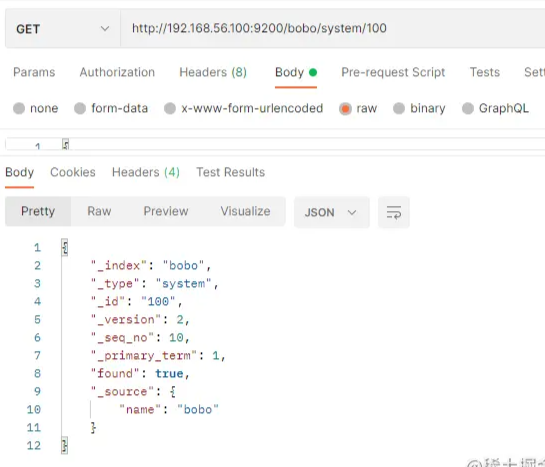 GET http://192.168.56.100:9200/bobo/system/100
Params Authorization Headers (8) Body Pre-request Script Tests
none form-data x-www-form-urlencoded raw binary GraphQL
Body Cookies Headers (4) Test Results
Pretty Raw Preview Visualize JSON
1 {
2 "_index": "bobo",
3 "_type": "system",
4 "_id": "100",
5 "_version": 2,
6 "_seq_no": 10,
7 "_primary_term": 1,
8 "found": true,
9 "_source": {
10 "name": "bobo"
11 }
12 }